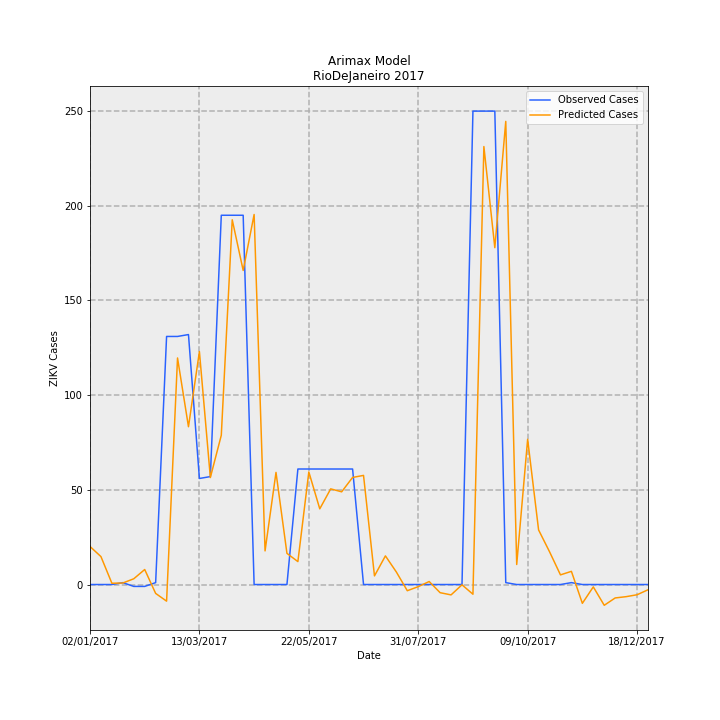 Arimax Model
RioDeJaneiro 2017
Observed Cases
Predicted Cases
ZIKV Cases
250
200
150
100
50
0
02/01/2017 13/03/2017 22/05/2017 31/07/2017 09/10/2017 18/12/2017
Date